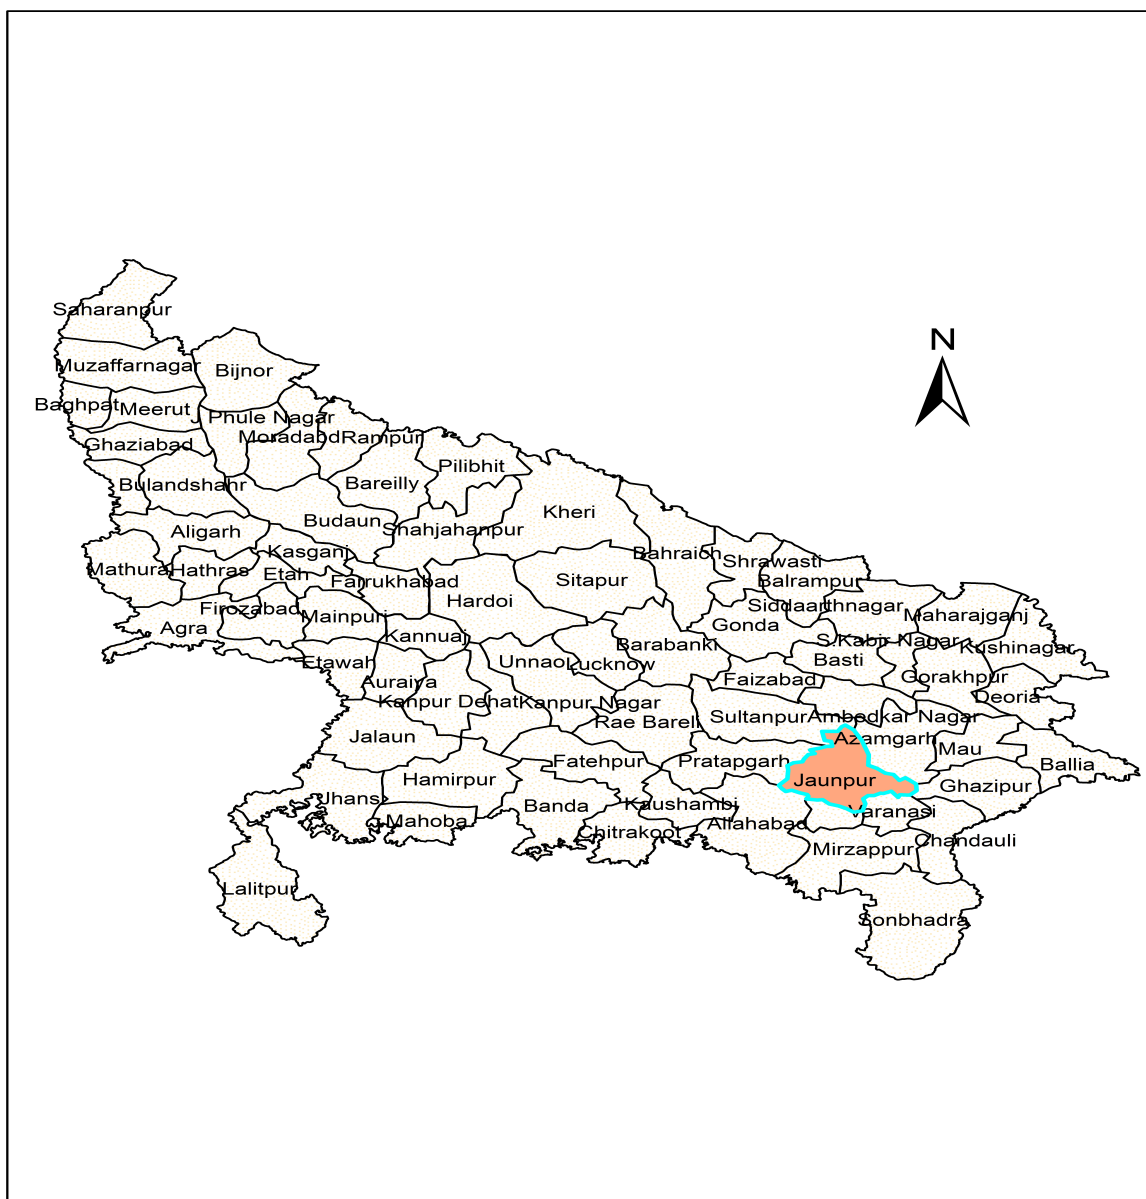 Saharanpur
N
Muzaffarnagar
Bijnor
Baghpat
Meerut
J Phule Nagar
Moradabd
Rampur
Ghaziabad
Pilibhit
Bulandshahr
Bareilly
Kheri
Budaun
Shahjahanpur
Aligarh
Kasganj
Bahraich
Shrawasti
Mathura
Hathras
Etah
Farrukhabad
Sitapur
Balrampur
Hardoi
Firozabad
Mainpuri
Siddaarthnagar
Maharajganj
Agra
Kannuaj
Gonda
Barabanki
S.Kabir Nagar
Kushinagar
Etawah
Unnao
Lucknow
Basti
Auraiya
Faizabad
Gorakhpur
Kanpur Dehat
Kanpur Nagar
Deoria
Rae Bareli
Sultanpur
Ambedkar Nagar
Jalaun
Azamgarh
Mau
Fatehpur
Pratapgarh
Ballia
Hamirpur
Jaunpur
Ghazipur
Jhansi
Banda
Kaushambi
Mahoba
Varanasi
Chitrakoot
Allahabad
Chandauli
Mirzappur
Lalitpur
Sonbhadra